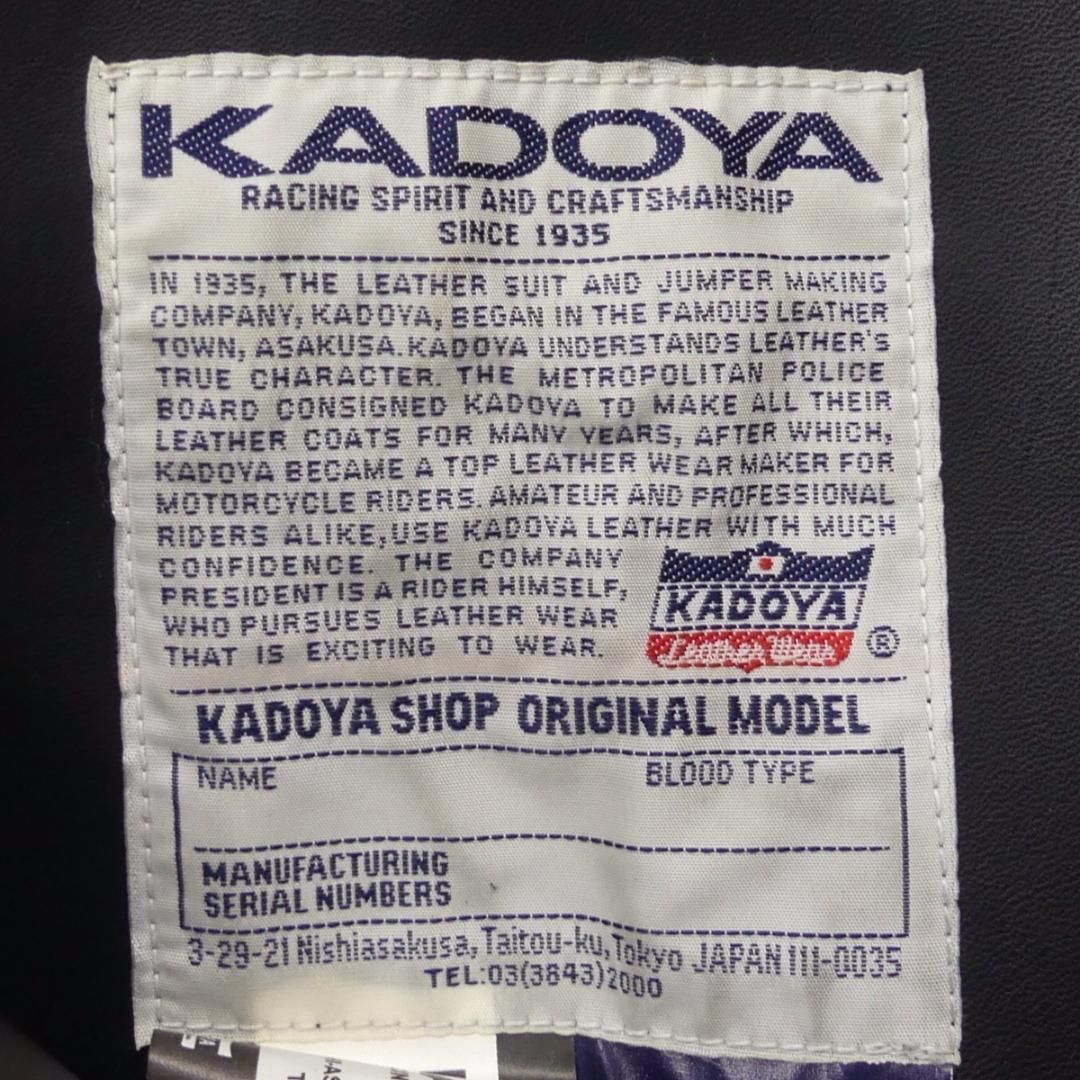 KADOYA
RACING SPIRIT AND CRAFTSMANSHIP
SINCE 1935
IN 1935, THE LEATHER SUIT AND JUMPER MAKING
COMPANY, KADOYA, BEGAN IN THE FAMOUS LEATHER
TOWN, ASAKUSA. KADOYA UNDERSTANDS LEATHER'S
TRUE CHARACTER. THE METROPOLITAN POLICE
BOARD CONSIGNED KADOYA TO MAKE ALL THEIR
LEATHER COATS FOR MANY YEARS, AFTER WHICH,
KADOYA BECAME A TOP LEATHER WEAR MAKER FOR
MOTORCYCLE RIDERS. AMATEUR AND PROFESSIONAL
RIDERS ALIKE, USE KADOYA LEATHER WITH MUCH
CONFIDENCE. THE COMPANY
PRESIDENT IS A RIDER HIMSELF,
WHO PURSUES LEATHER WEAR
THAT IS EXCITING TO WEAR.
KADOYA
Leather Wear ®
KADOYA SHOP ORIGINAL MODEL
NAME BLOOD TYPE
MANUFACTURING
SERIAL NUMBERS
3-29-21 Nishiasakusa, Taitou-ku, Tokyo JAPAN 111-0035
TEL:03(3843)2000